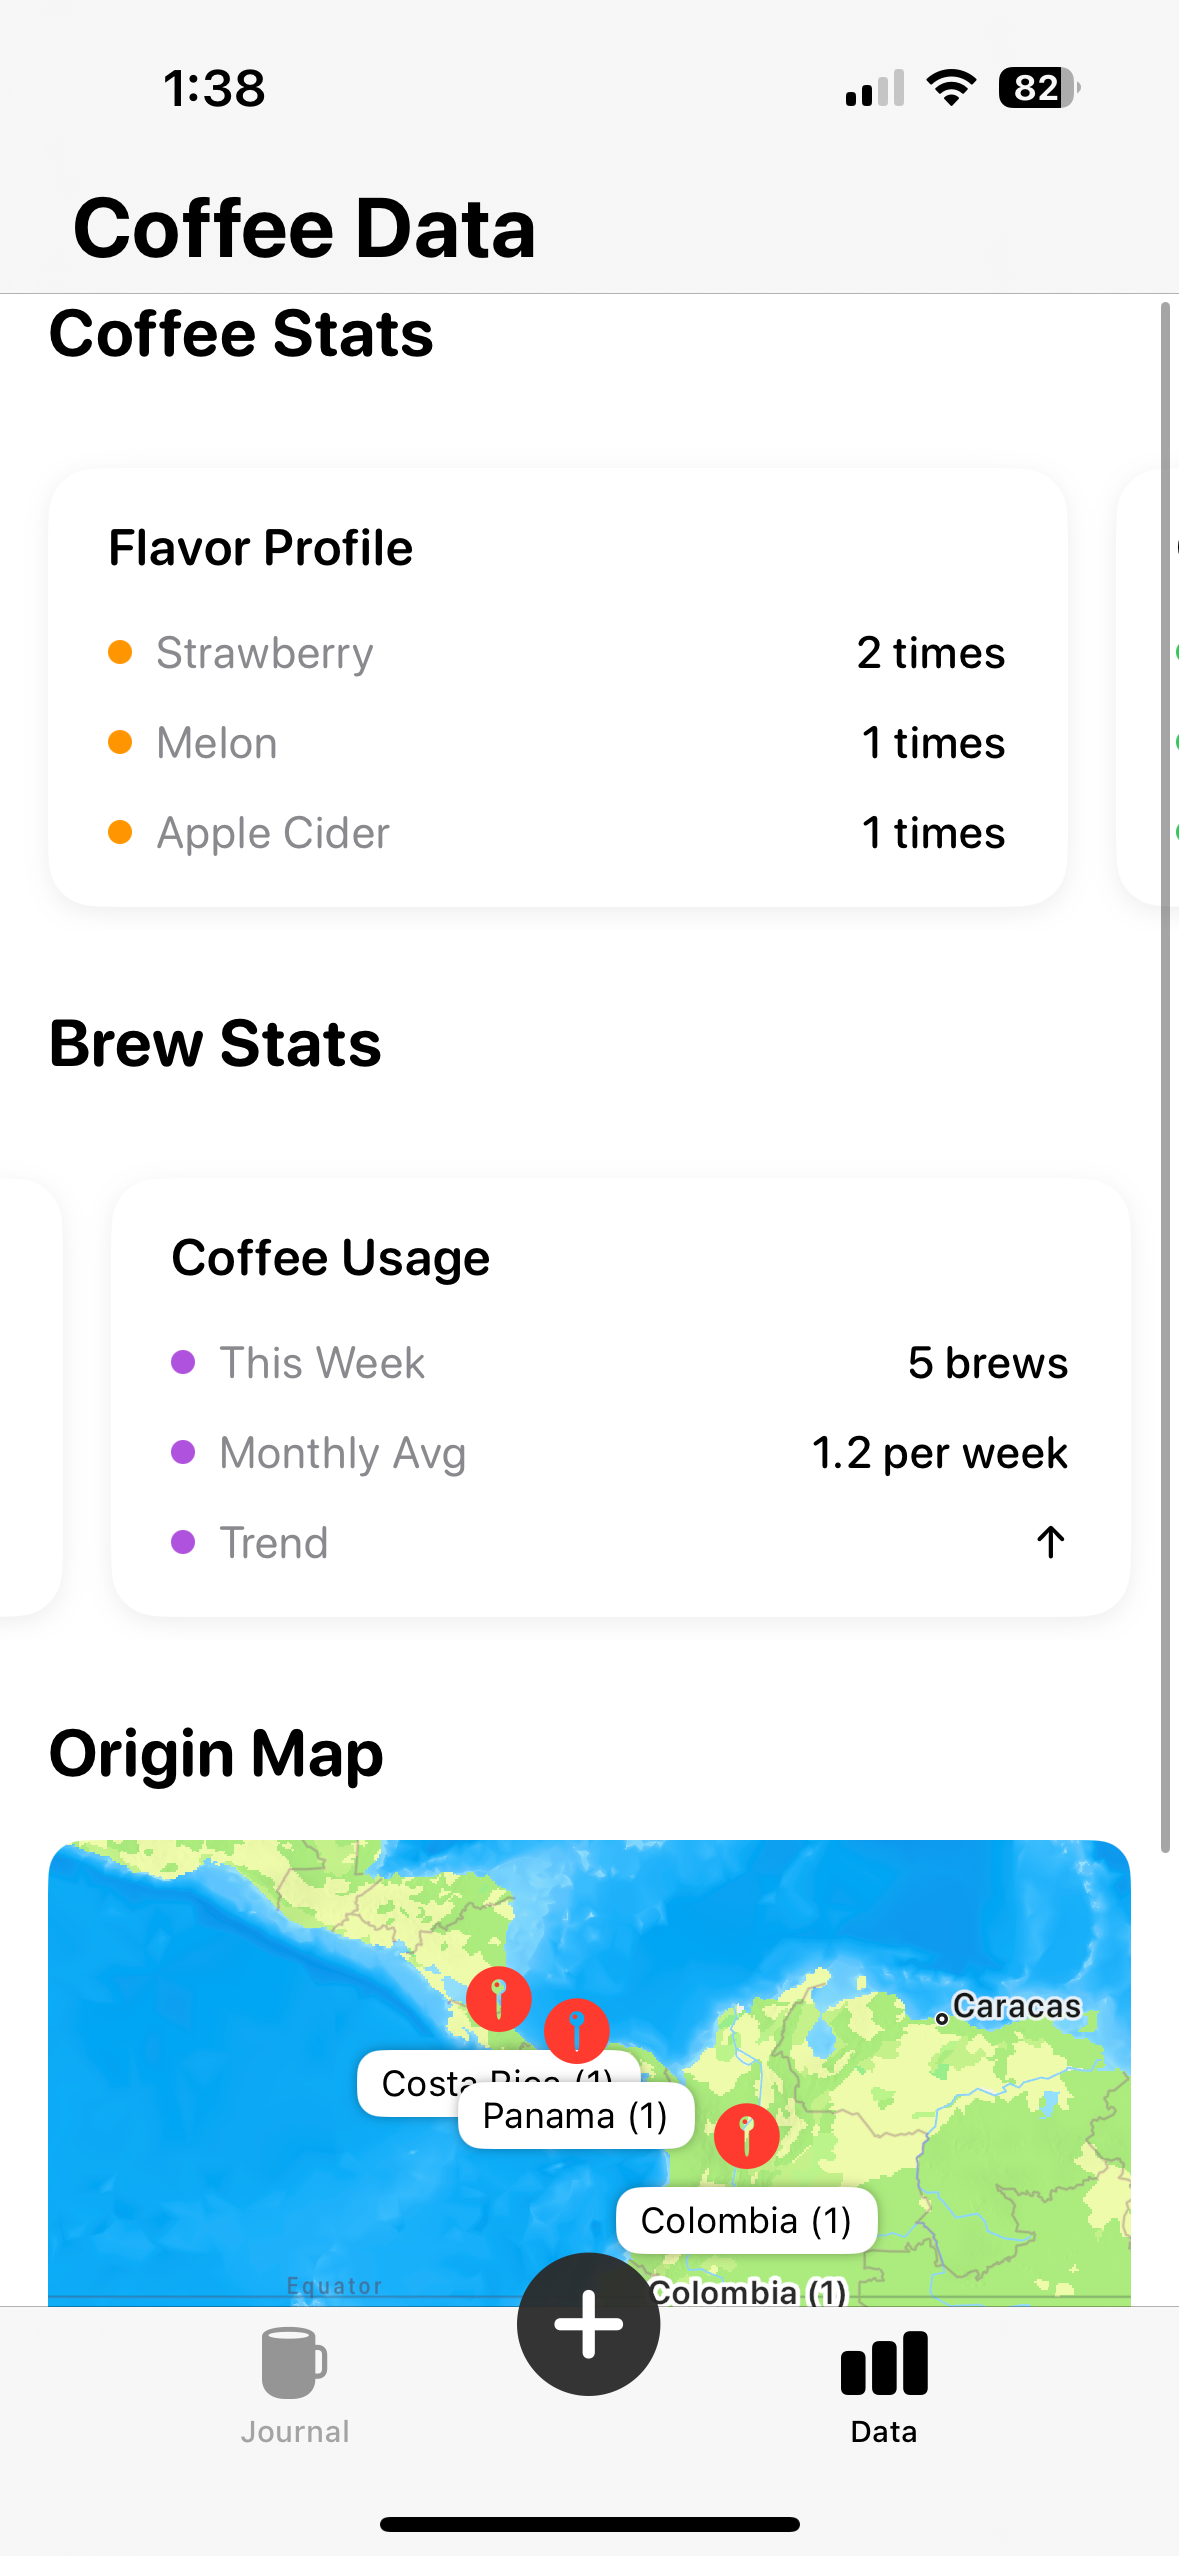 1:38
82
Coffee Data
Coffee Stats
Flavor Profile
Strawberry 2 times
Melon 1 times
Apple Cider 1 times
Brew Stats
Coffee Usage
This Week 5 brews
Monthly Avg 1.2 per week
Trend ↑
Origin Map
Caracas
Costa Rica (1)
Panama (1)
Colombia (1)
Equator
Colombia (1)
Journal
Data